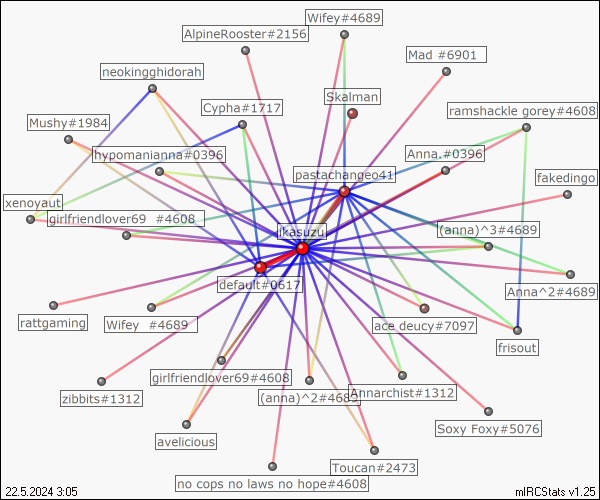 Wifey#4689
AlpineRooster#2156
Mad #6901
neokingghidorah
Skalman
Cypha#1717
ramshackle gorey#4608
Mushy#1984
hypomanianna#0396
Anna.#0396
pastachangeo41
fakedingo
xenoyaut
girlfriendlover69 #4608
jkasuzu
(anna)^3#4689
default#0617
Anna^2#4689
rattgaming
Wifey #4689
ace deucy#7097
frisout
girlfriendlover69#4608
zibbits#1312
(anna)^2#4689
Annarchist#1312
avelicious
Soxy Foxy#5076
Toucan#2473
no cops no laws no hope#4608
22.5.2024 3:05
mIRCStats v1.25